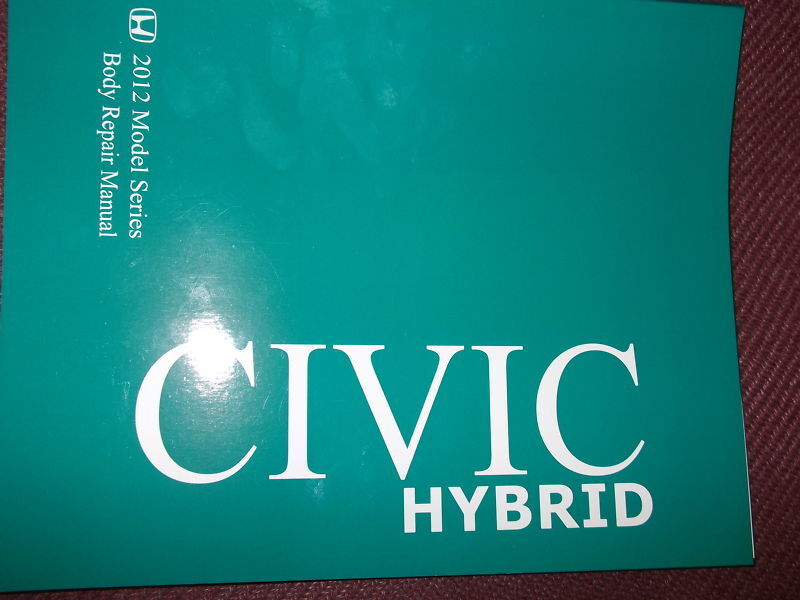 2012 Model Series
Body Repair Manual
CIVIC
HYBRID